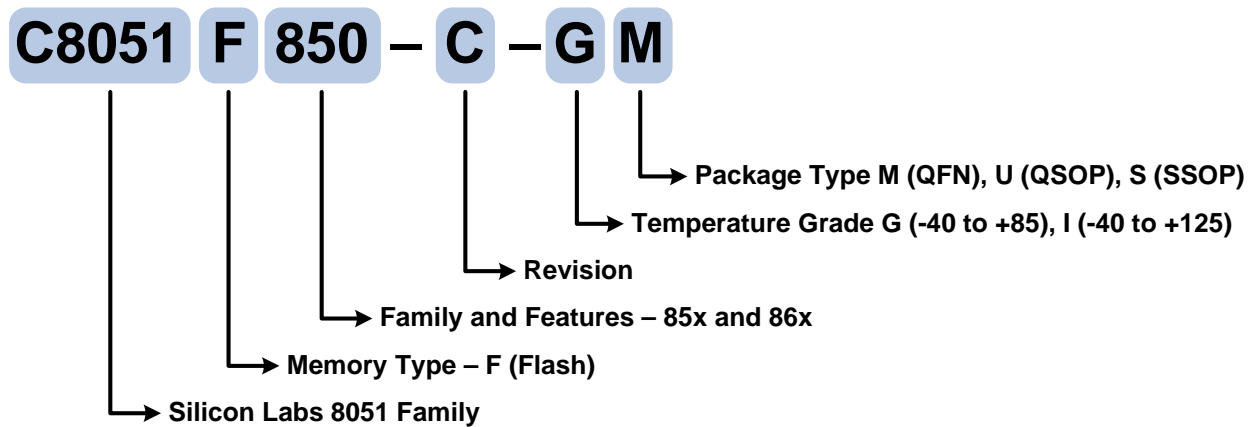 C8051 F 850 – C – G M
Package Type M (QFN), U (QSOP), S (SSOP)
Temperature Grade G (-40 to +85), I (-40 to +125)
Revision
Family and Features – 85x and 86x
Memory Type – F (Flash)
Silicon Labs 8051 Family